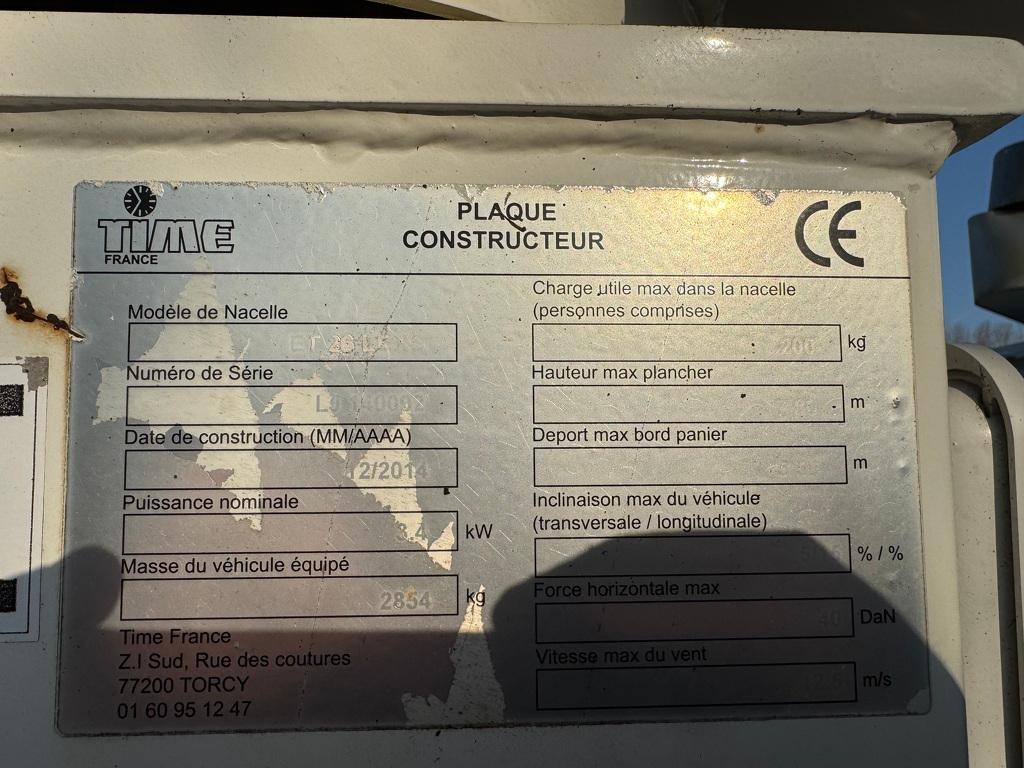 TIME
FRANCE
PLAQUE
CONSTRUCTEUR
CE
Modèle de Nacelle
Numéro de Série
Date de construction (MM/AAAA)
12/2014
Puissance nominale
4 kW
Masse du véhicule équipé
2854 kg
Time France
Z.I Sud, Rue des coutures
77200 TORCY
01 60 95 12 47
Charge utile max dans la nacelle
(personnes comprises)
200 kg
Hauteur max plancher
m
Deport max bord panier
m
Inclinaison max du véhicule
(transversale / longitudinale)
% / %
Force horizontale max
40 DaN
Vitesse max du vent
12,5 m/s